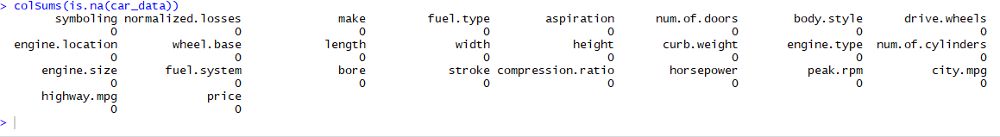 > colSums(is.na(car_data))
symboling normalized.losses make fuel.type aspiration num.of.doors body.style drive.wheels
0 0 0 0 0 0 0 0
engine.location wheel.base length width height curb.weight engine.type num.of.cylinders
0 0 0 0 0 0 0 0
engine.size fuel.system bore stroke compression.ratio horsepower peak.rpm city.mpg
0 0 0 0 0 0 0 0
highway.mpg price
0 0
>